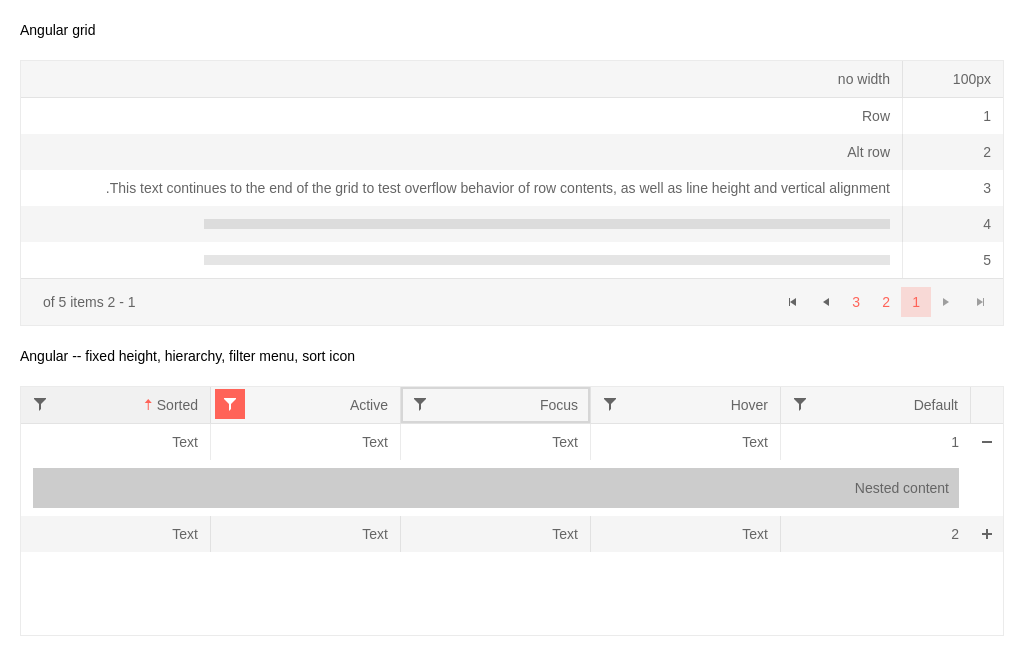 Angular grid
no width 100px
Row 1
Alt row 2
.This text continues to the end of the grid to test overflow behavior of row contents, as well as line height and vertical alignment 3
4
5
of 5 items 2 - 1 3 2 1
Angular -- fixed height, hierarchy, filter menu, sort icon
Sorted Active Focus Hover Default
Text Text Text Text 1
Nested content
Text Text Text Text 2